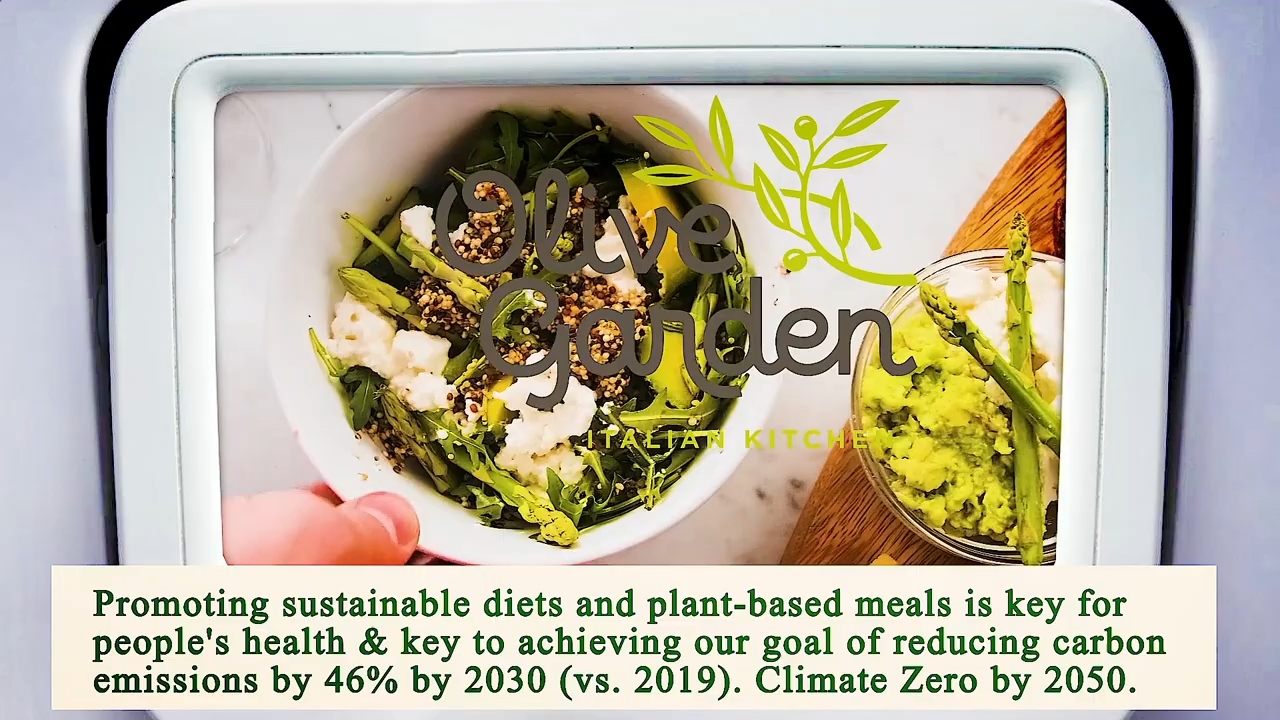 Olive
Garden
ITALIAN KITCHEN
Promoting sustainable diets and plant-based meals is key for
people's health & key to achieving our goal of reducing carbon
emissions by 46% by 2030 (vs. 2019). Climate Zero by 2050.